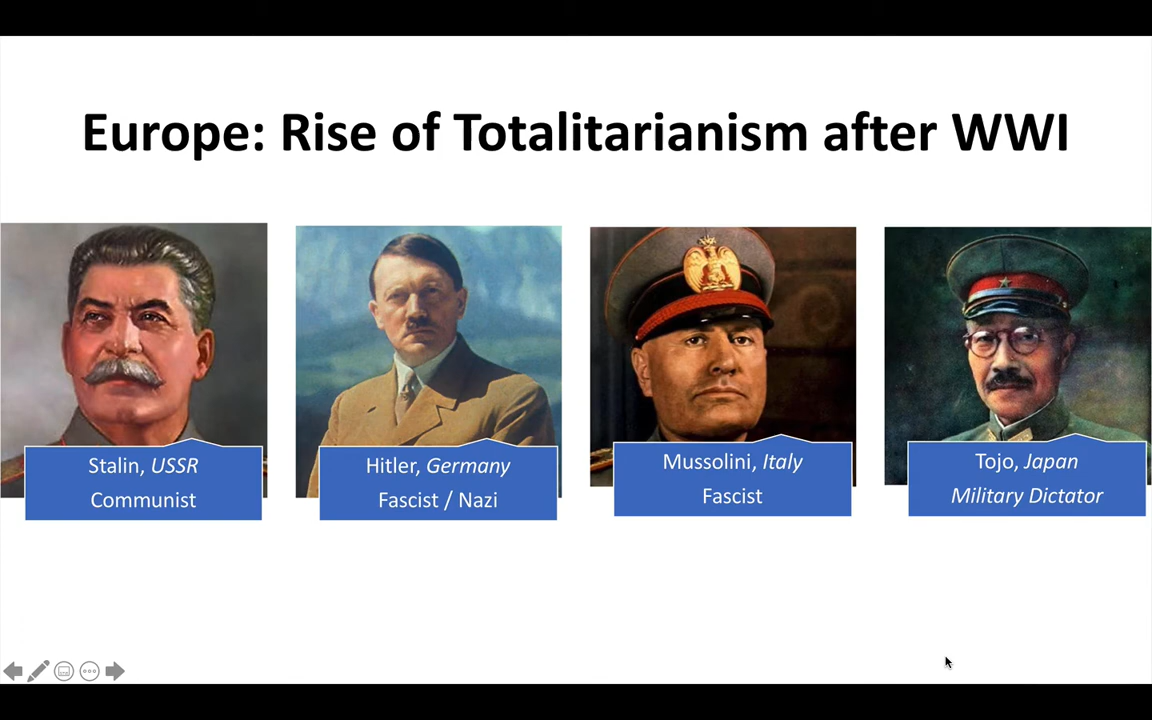 Europe: Rise of Totalitarianism after WWI
Stalin, USSR
Communist
Hitler, Germany
Fascist / Nazi
Mussolini, Italy
Fascist
Tojo, Japan
Military Dictator